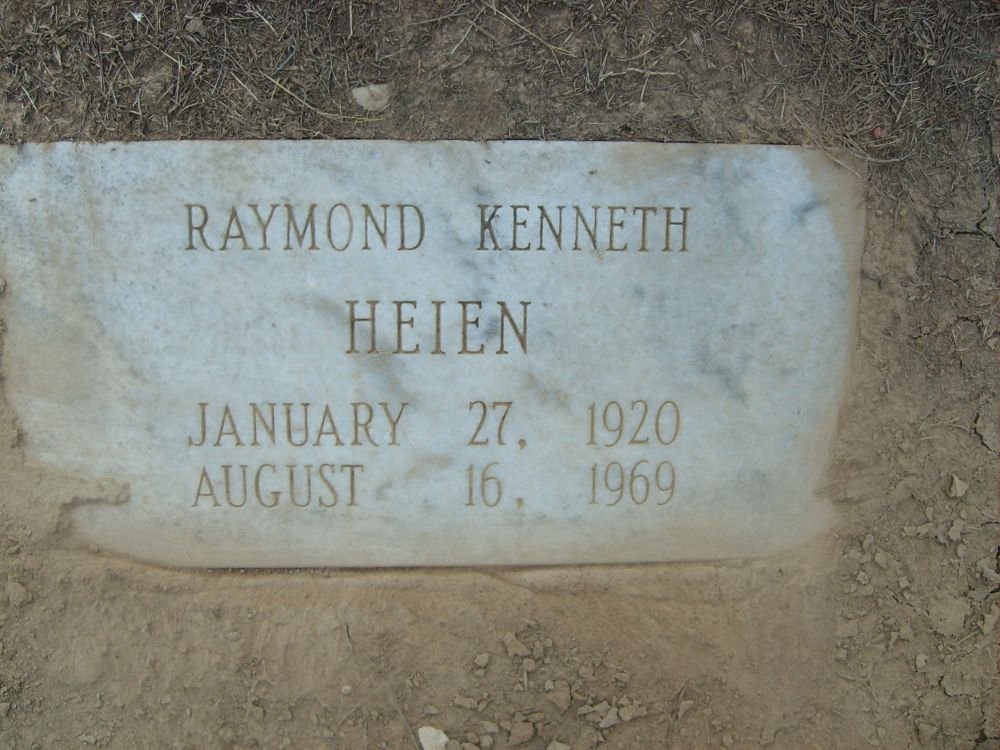 RAYMOND KENNETH
HEIEN
JANUARY 27, 1920
AUGUST 16, 1969